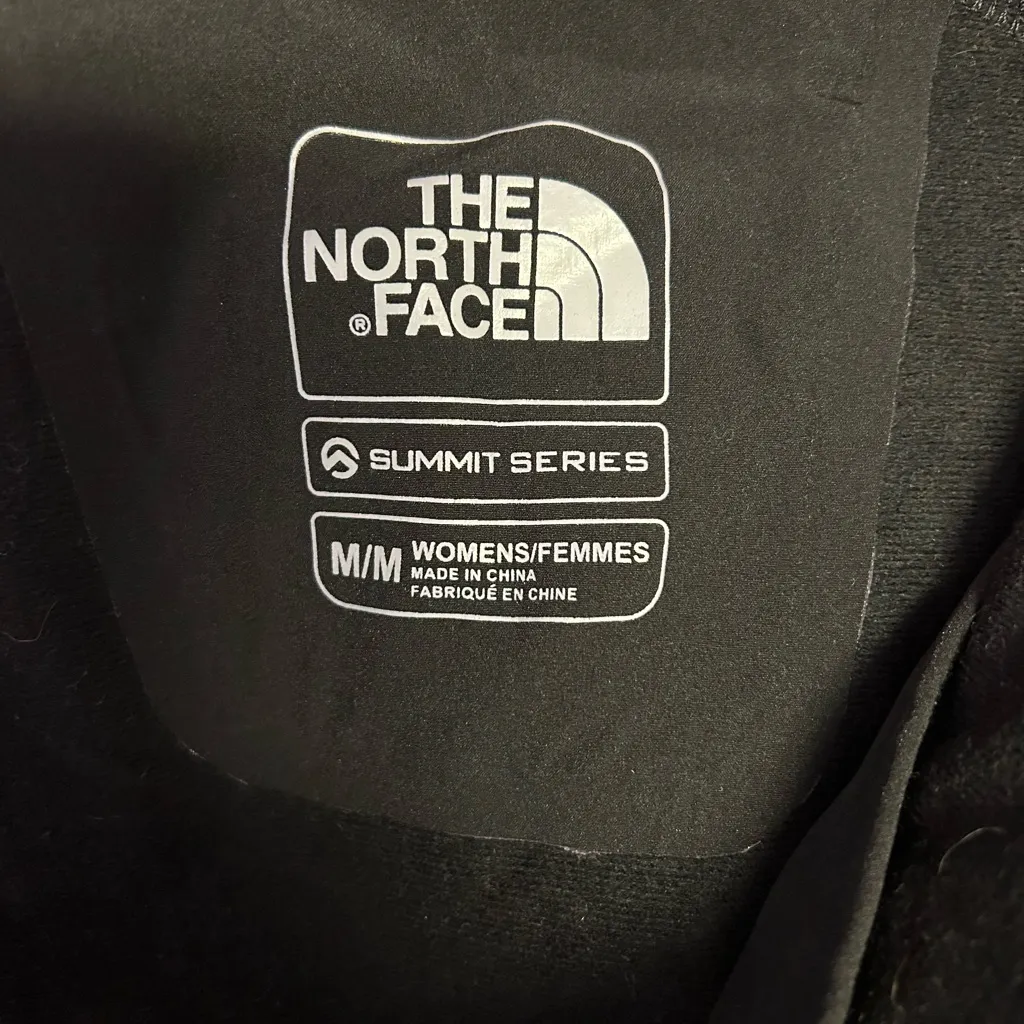 THE
NORTH
® FACE
SUMMIT SERIES
M/M WOMENS/FEMMES
MADE IN CHINA
FABRIQUÉ EN CHINE